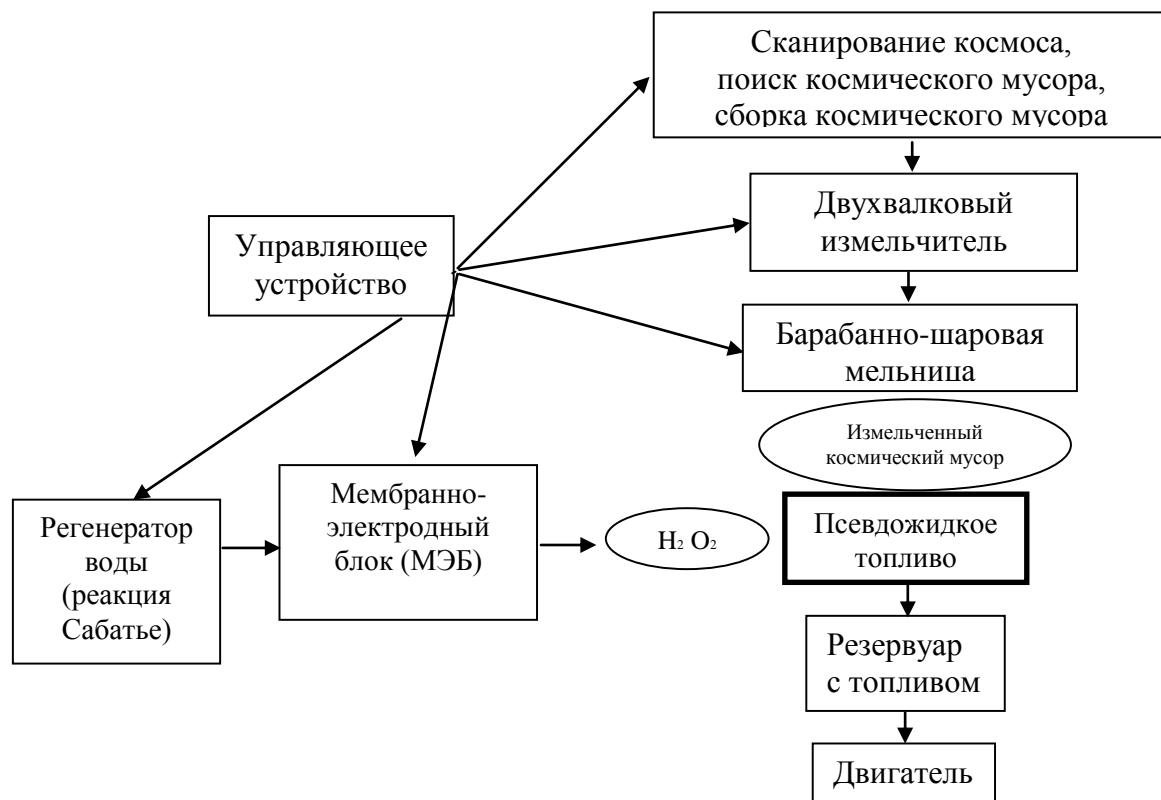 Сканирование космоса,
поиск космического мусора,
сборка космического мусора
Двухвалковый
измельчитель
Управляющее
устройство
Барабанно-шаровая
мельница
Измельченный
космический мусор
Мембранно-
электродный
блок (МЭБ)
Регенератор
воды
(реакция
Сабатье)
H₂ O₂
Псевдожидкое
топливо
Резервуар
с топливом
Двигатель